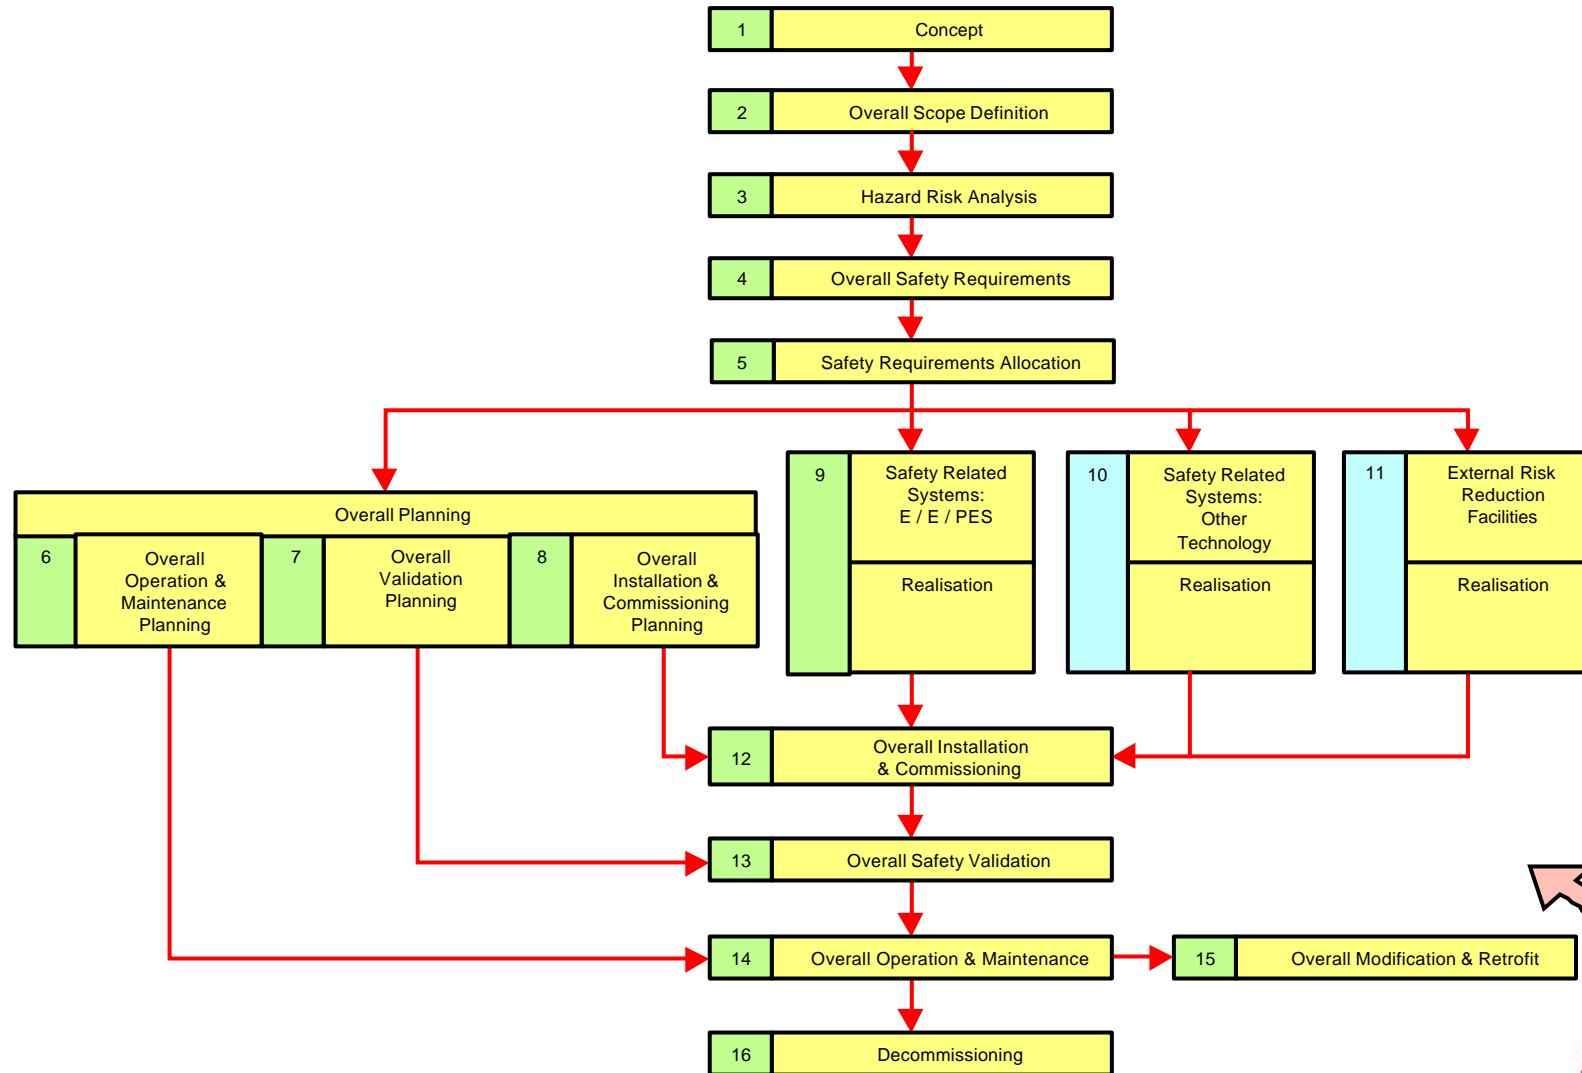 1
Concept
2
Overall Scope Definition
3
Hazard Risk Analysis
4
Overall Safety Requirements
5
Safety Requirements Allocation
Overall Planning
6
Overall
Operation &
Maintenance
Planning
7
Overall
Validation
Planning
8
Overall
Installation &
Commissioning
Planning
9
Safety Related
Systems:
E / E / PES
Realisation
10
Safety Related
Systems:
Other
Technology
Realisation
11
External Risk
Reduction
Facilities
Realisation
12
Overall Installation
& Commissioning
13
Overall Safety Validation
14
Overall Operation & Maintenance
15
Overall Modification & Retrofit
16
Decommissioning